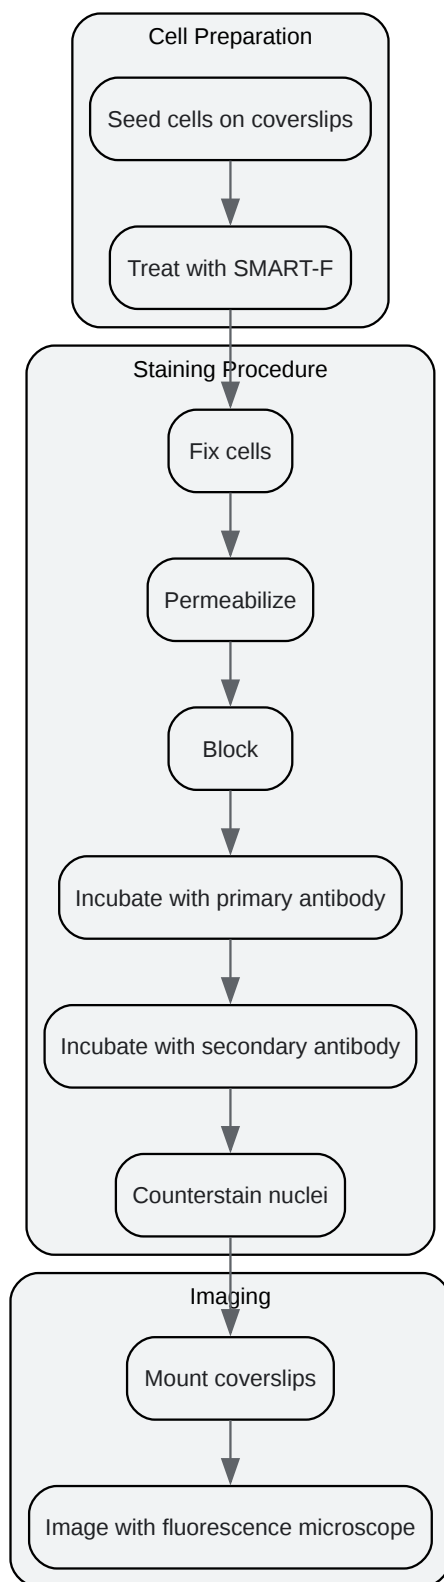 Cell Preparation
Seed cells on coverslips
Treat with SMART-F
Staining Procedure
Fix cells
Permeabilize
Block
Incubate with primary antibody
Incubate with secondary antibody
Counterstain nuclei
Imaging
Mount coverslips
Image with fluorescence microscope